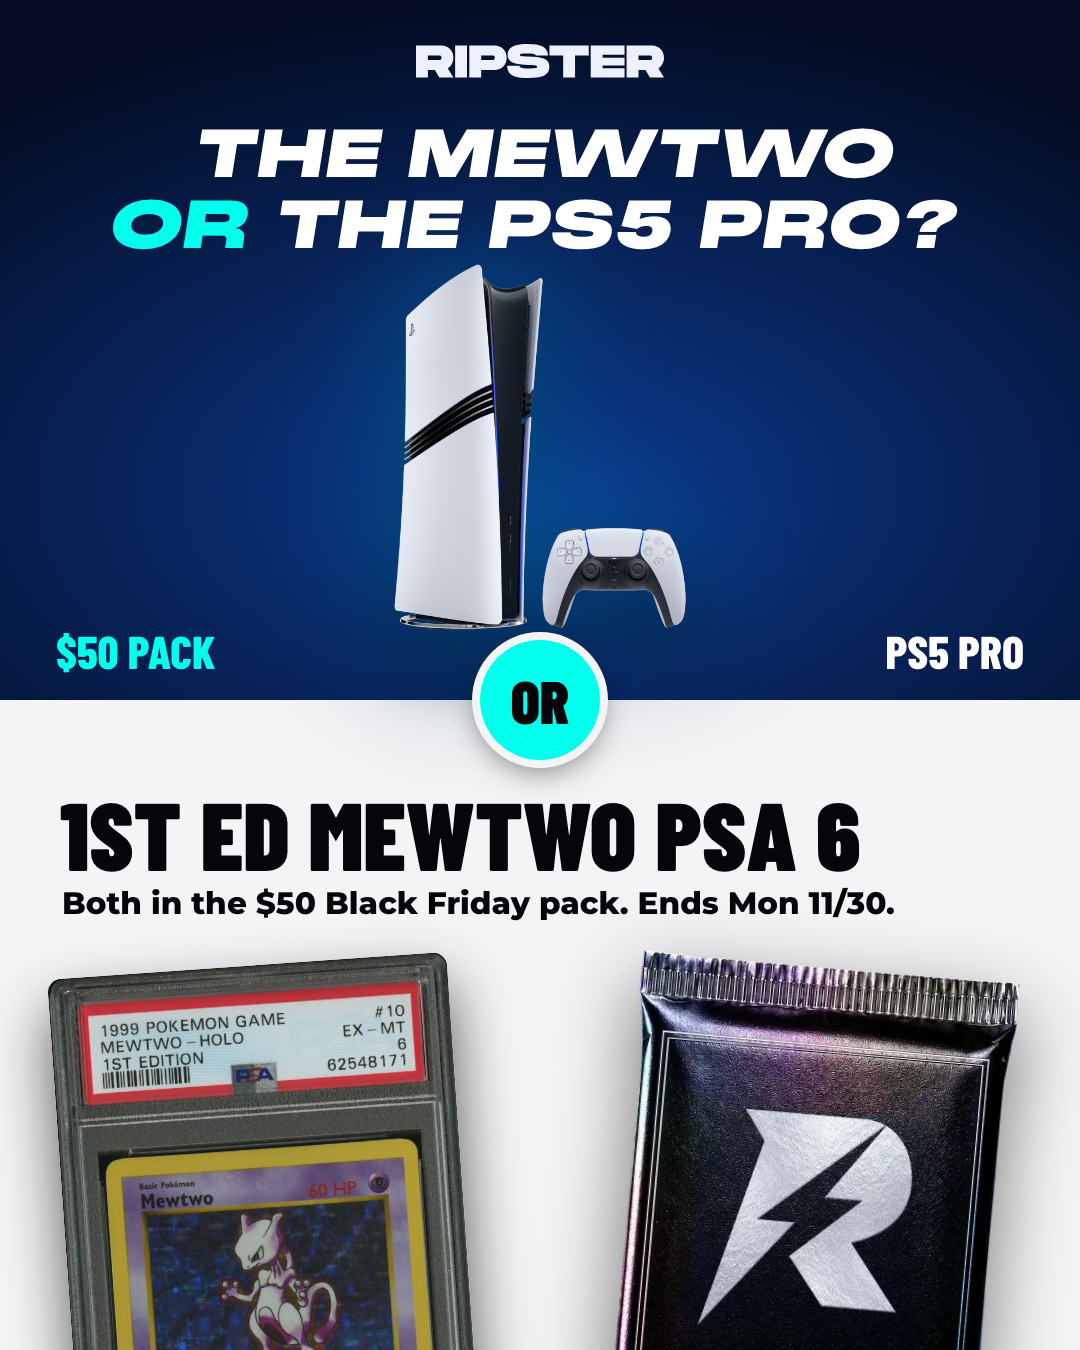 RIPSTER
THE MEWTWO
OR THE PS5 PRO?
$50 PACK
PS5 PRO
OR
1ST ED MEWTWO PSA 6
Both in the $50 Black Friday pack. Ends Mon 11/30.
1999 POKEMON GAME #10
MEWTWO - HOLO EX - MT
1ST EDITION 6
PSA 62548171
Basic Pokémon
Mewtwo 60 HP
R